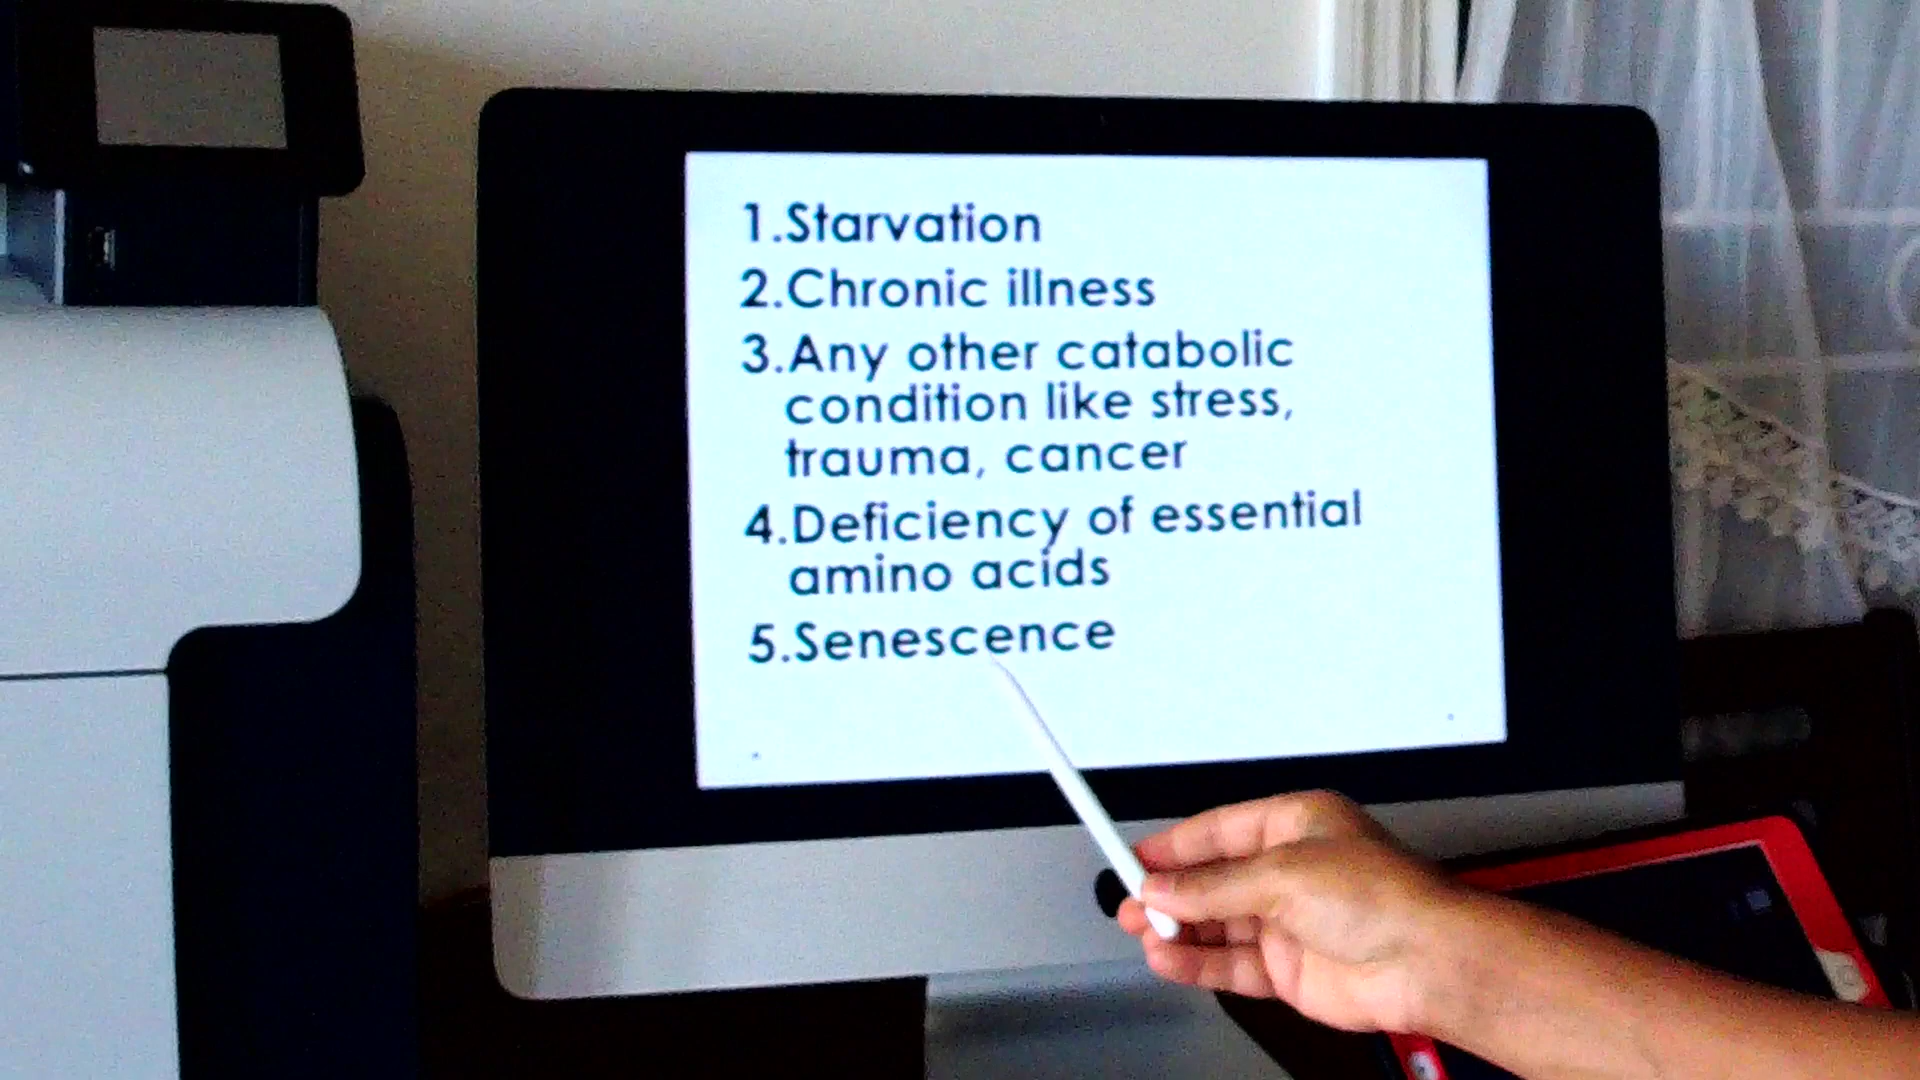 1.Starvation
2.Chronic illness
3.Any other catabolic
condition like stress,
trauma, cancer
4.Deficiency of essential
amino acids
5.Senescence